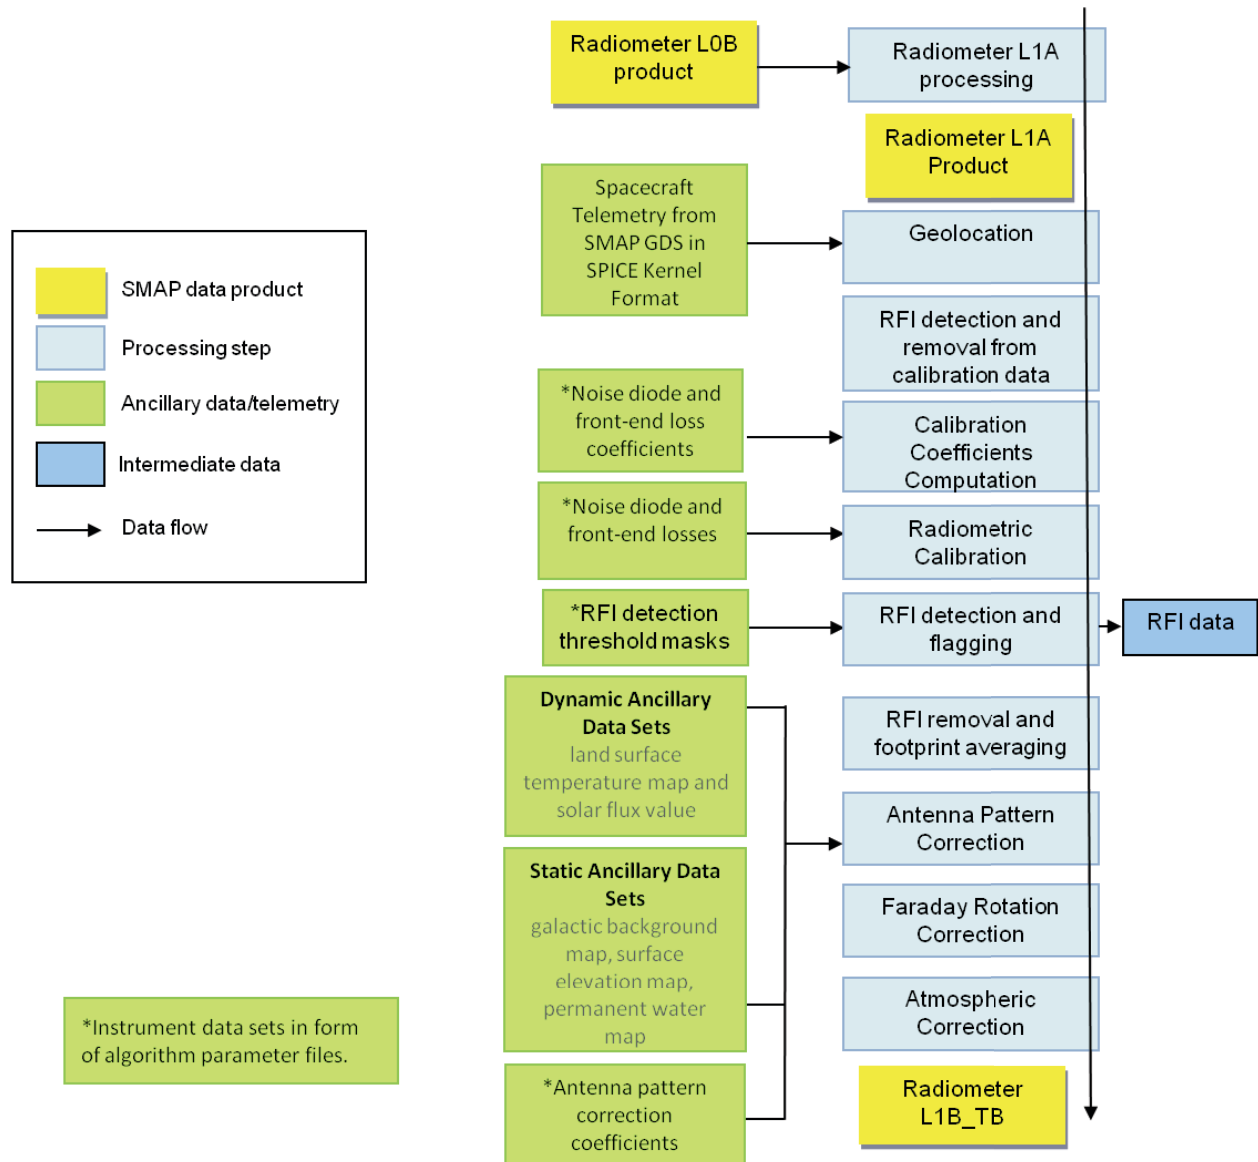 Radiometer L0B
product
Radiometer L1A
processing
Radiometer L1A
Product
Spacecraft
Telemetry from
SMAP GDS in
SPICE Kernel
Format
Geolocation
SMAP data product
Processing step
Ancillary data/telemetry
Intermediate data
Data flow
RFI detection and
removal from
calibration data
*Noise diode and
front-end loss
coefficients
Calibration
Coefficients
Computation
*Noise diode and
front-end losses
Radiometric
Calibration
*RFI detection
threshold masks
RFI detection and
flagging
RFI data
Dynamic Ancillary
Data Sets
land surface
temperature map and
solar flux value
RFI removal and
footprint averaging
Antenna Pattern
Correction
Static Ancillary Data
Sets
galactic background
map, surface
elevation map,
permanent water
map
Faraday Rotation
Correction
Atmospheric
Correction
*Instrument data sets in form
of algorithm parameter files.
*Antenna pattern
correction
coefficients
Radiometer
L1B_TB